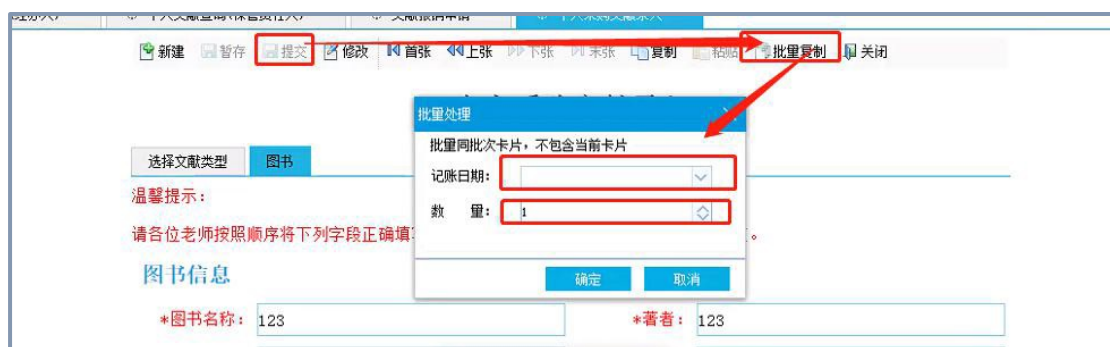 新建 暂存 提交 修改 首张 上张 下张 末张 复制 粘贴 批量复制 关闭
批量处理
批量同批次卡片，不包含当前卡片
选择文献类型 图书
记账日期：
温馨提示：
数 量： 1
请各位老师按照顺序将下列字段正确填
确定 取消
图书信息
*图书名称： 123 *著者： 123